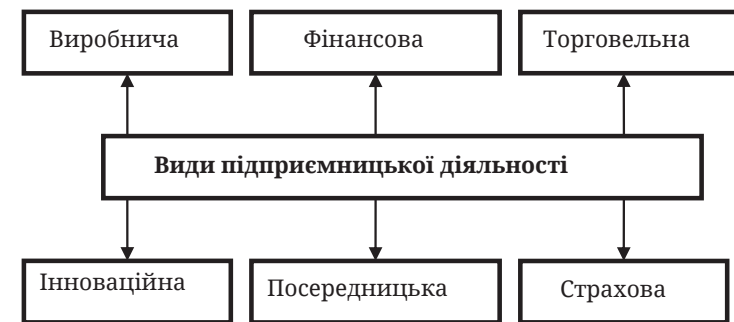 Виробнича
Фінансова
Торговельна
Види підприємницької діяльності
Інноваційна
Посередницька
Страхова